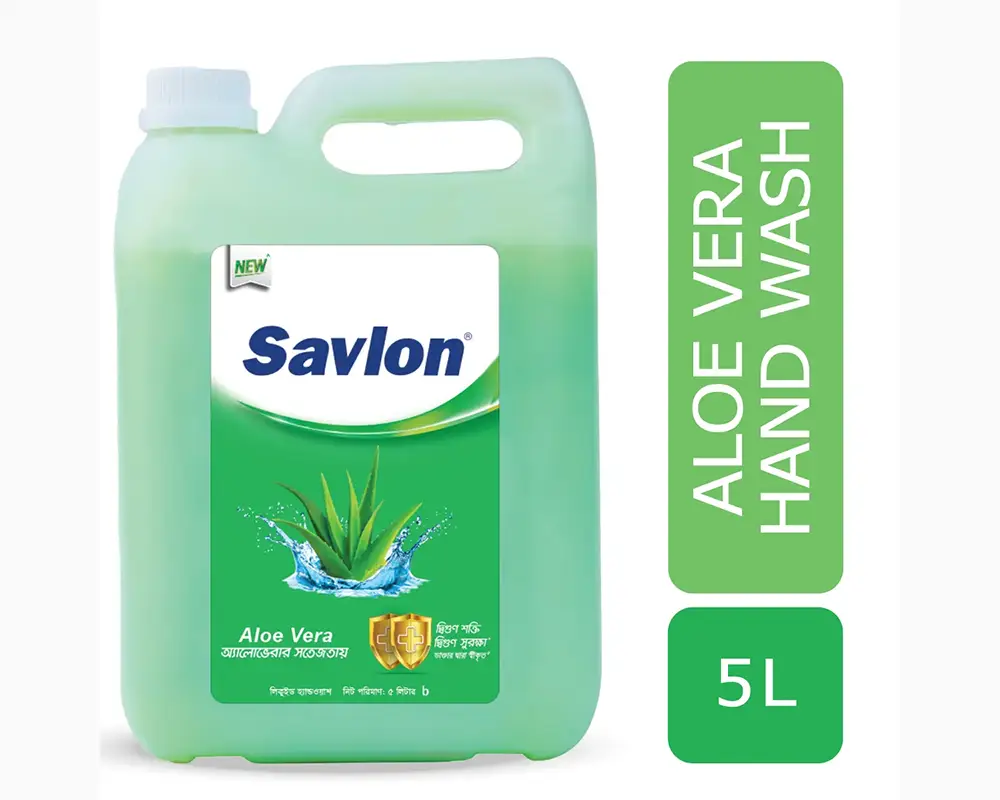 NEW
Savlon®
Aloe Vera
অ্যালোভেরার সতেজতায়
দ্বিগুণ শক্তি
দ্বিগুণ সুরক্ষা*
ডাক্তার দ্বারা স্বীকৃত*
লিকুইড হ্যান্ডওয়াশ নিট পরিমাণ: ৫ লিটার b
ALOE VERA
HAND WASH
5L